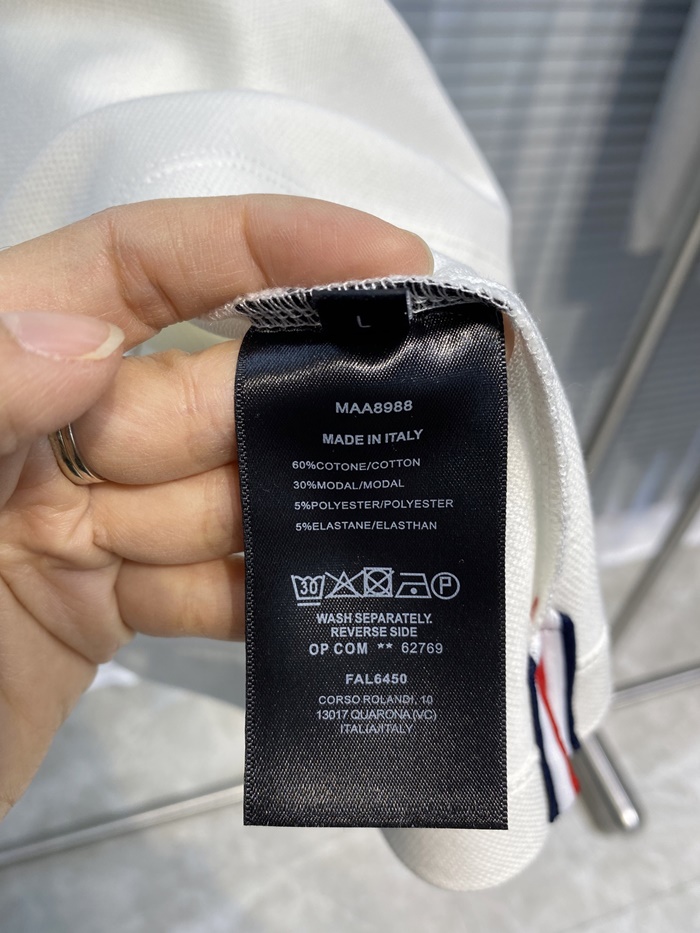 L
MAA8988
MADE IN ITALY
60%COTONE/COTTON
30%MODAL/MODAL
5%POLYESTER/POLYESTER
5%ELASTANE/ELASTHAN
30 P
WASH SEPARATELY.
REVERSE SIDE
OP COM ** 62769
FAL6450
CORSO ROLANDI, 10
13017 QUARONA (VC)
ITALIA/ITALY